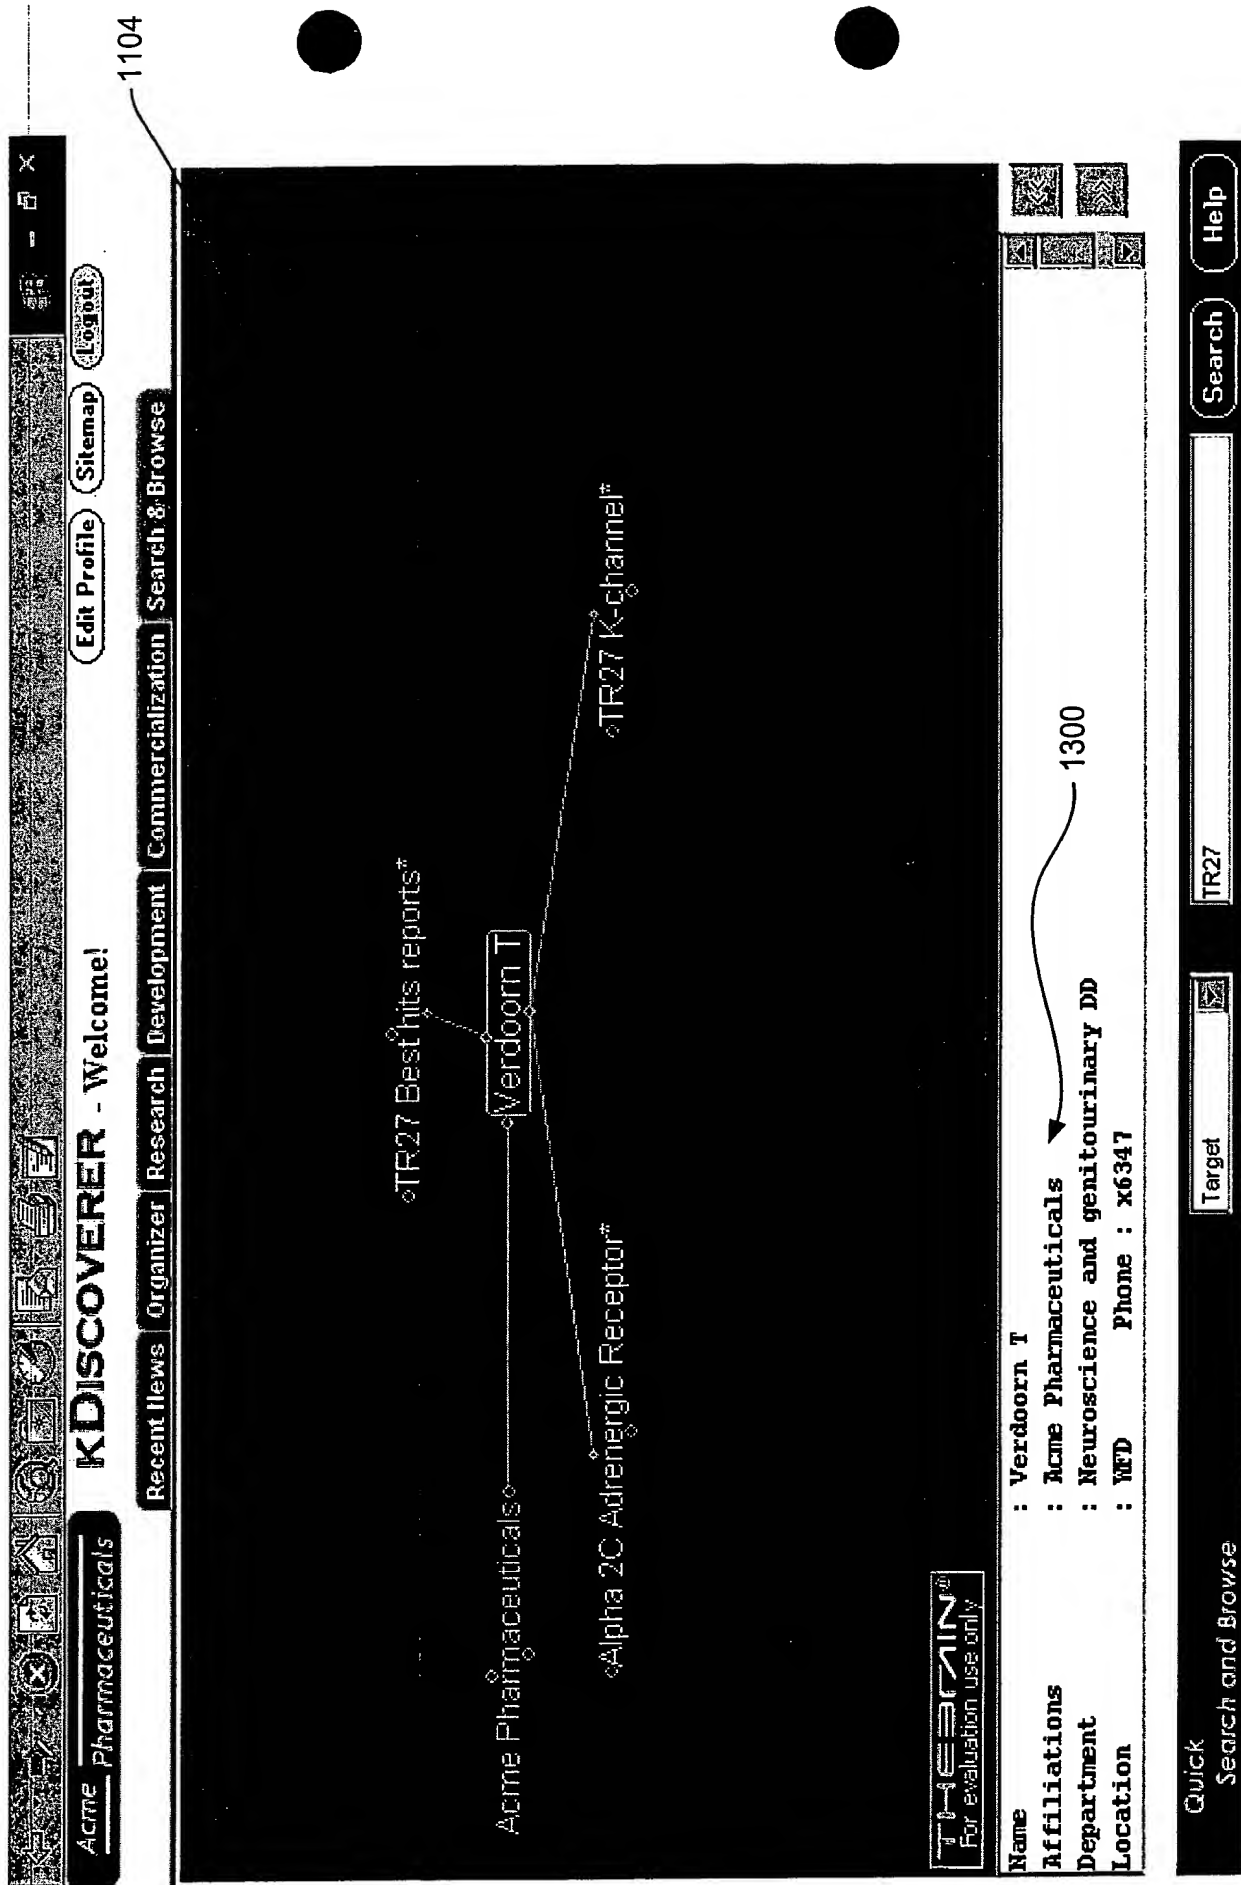 Acme
Pharmaceuticals
KDISCOVERER - Welcome!
Edit Profile Sitemap Logout
1104
Recent News Organizer Research Development Commercialization Search & Browse
TR27 Best hits reports*
Acme Pharmaceuticals
Verdoorn T
Alpha 2C Adrenergic Receptor*
TR27 K-channel*
THEBRAIN®
For evaluation use only
Name : Verdoorn T
Affiliations : Acme Pharmaceuticals
1300
Department : Neuroscience and genitourinary DD
Location : WFD Phone : x6347
Quick
Search and Browse
Target
TR27
Search
Help